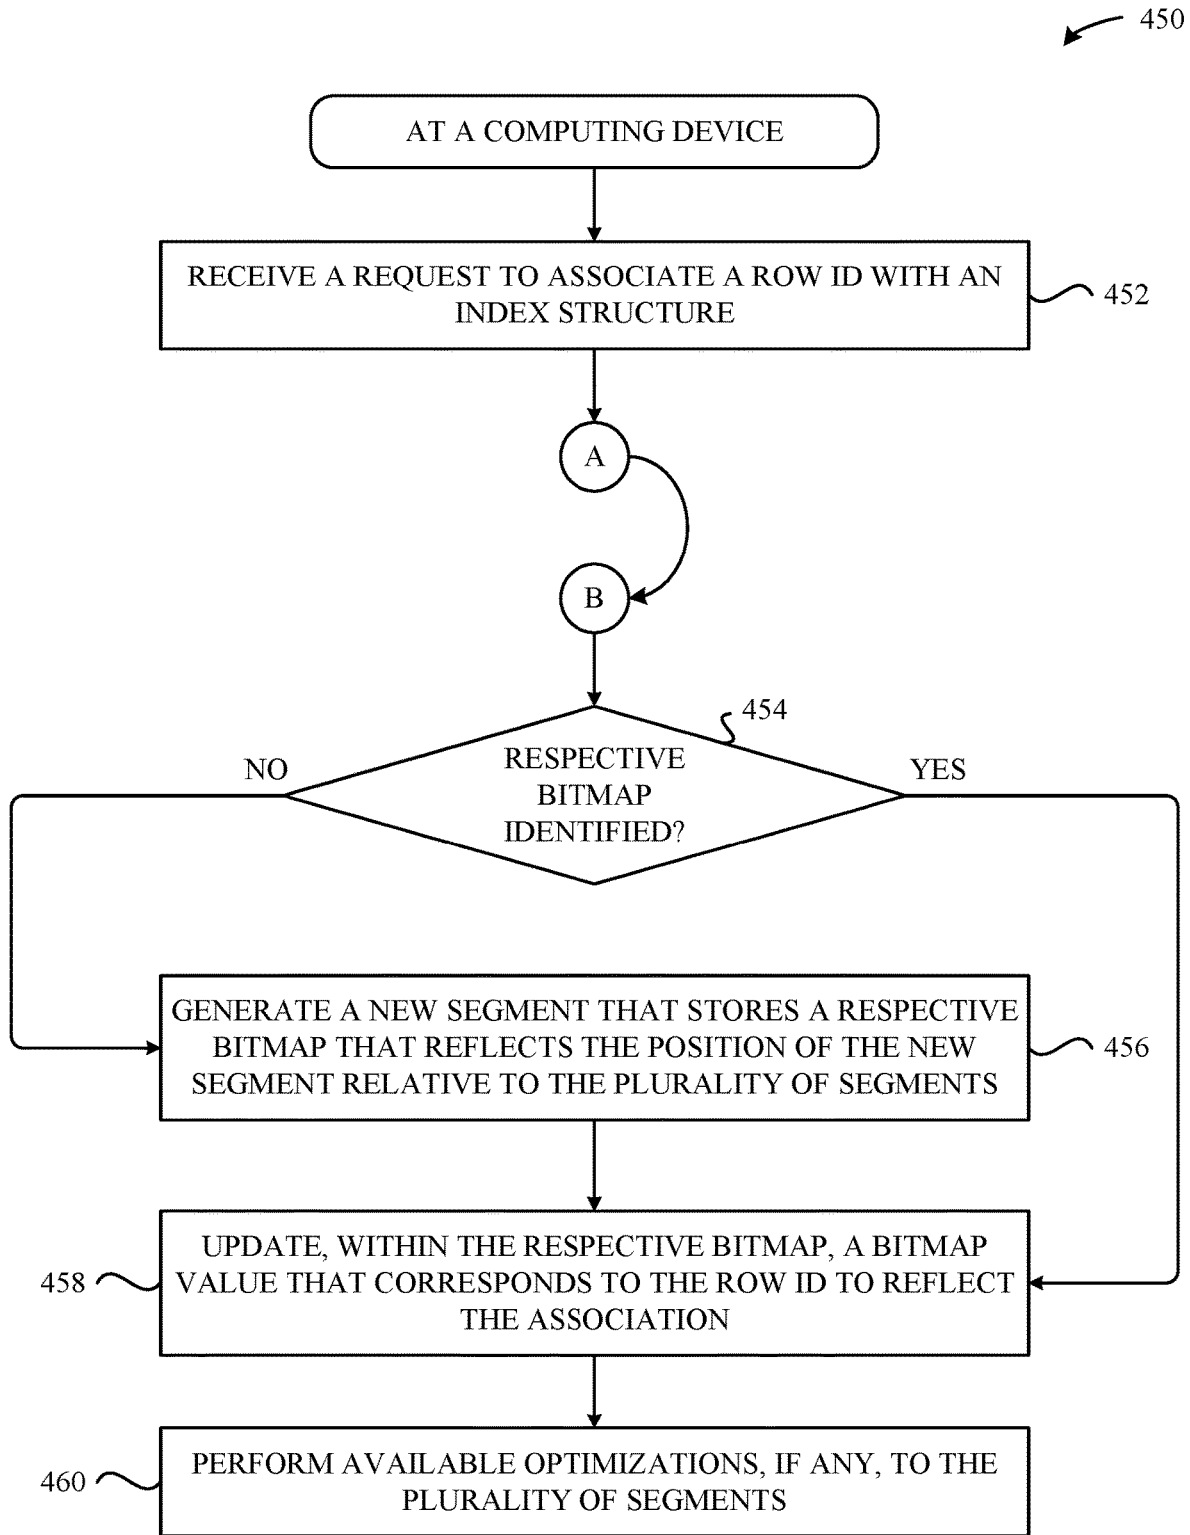 450
AT A COMPUTING DEVICE
RECEIVE A REQUEST TO ASSOCIATE A ROW ID WITH AN
INDEX STRUCTURE
452
A
B
454
NO
RESPECTIVE
BITMAP
IDENTIFIED?
YES
GENERATE A NEW SEGMENT THAT STORES A RESPECTIVE
BITMAP THAT REFLECTS THE POSITION OF THE NEW
SEGMENT RELATIVE TO THE PLURALITY OF SEGMENTS
456
UPDATE, WITHIN THE RESPECTIVE BITMAP, A BITMAP
VALUE THAT CORRESPONDS TO THE ROW ID TO REFLECT
THE ASSOCIATION
458
PERFORM AVAILABLE OPTIMIZATIONS, IF ANY, TO THE
PLURALITY OF SEGMENTS
460